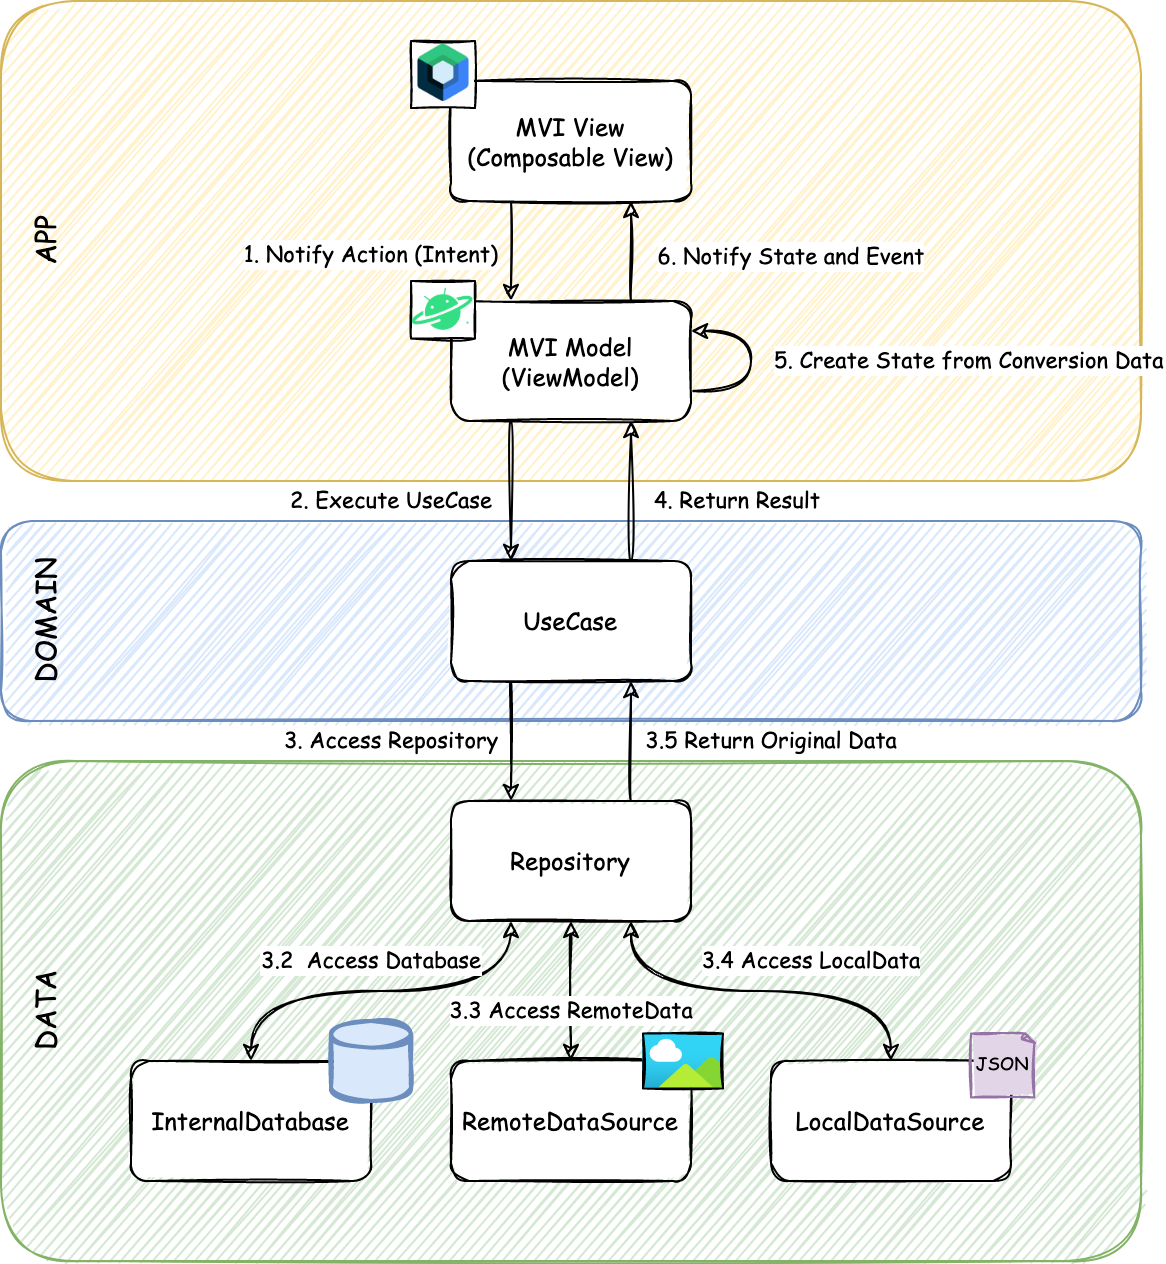 MVI View
(Composable View)
1. Notify Action (Intent)
6. Notify State and Event
APP
MVI Model
(ViewModel)
5. Create State from Conversion Data
2. Execute UseCase
4. Return Result
DOMAIN
UseCase
3. Access Repository
3.5 Return Original Data
Repository
3.2  Access Database
3.4 Access LocalData
3.3 Access RemoteData
DATA
JSON
InternalDatabase
RemoteDataSource
LocalDataSource